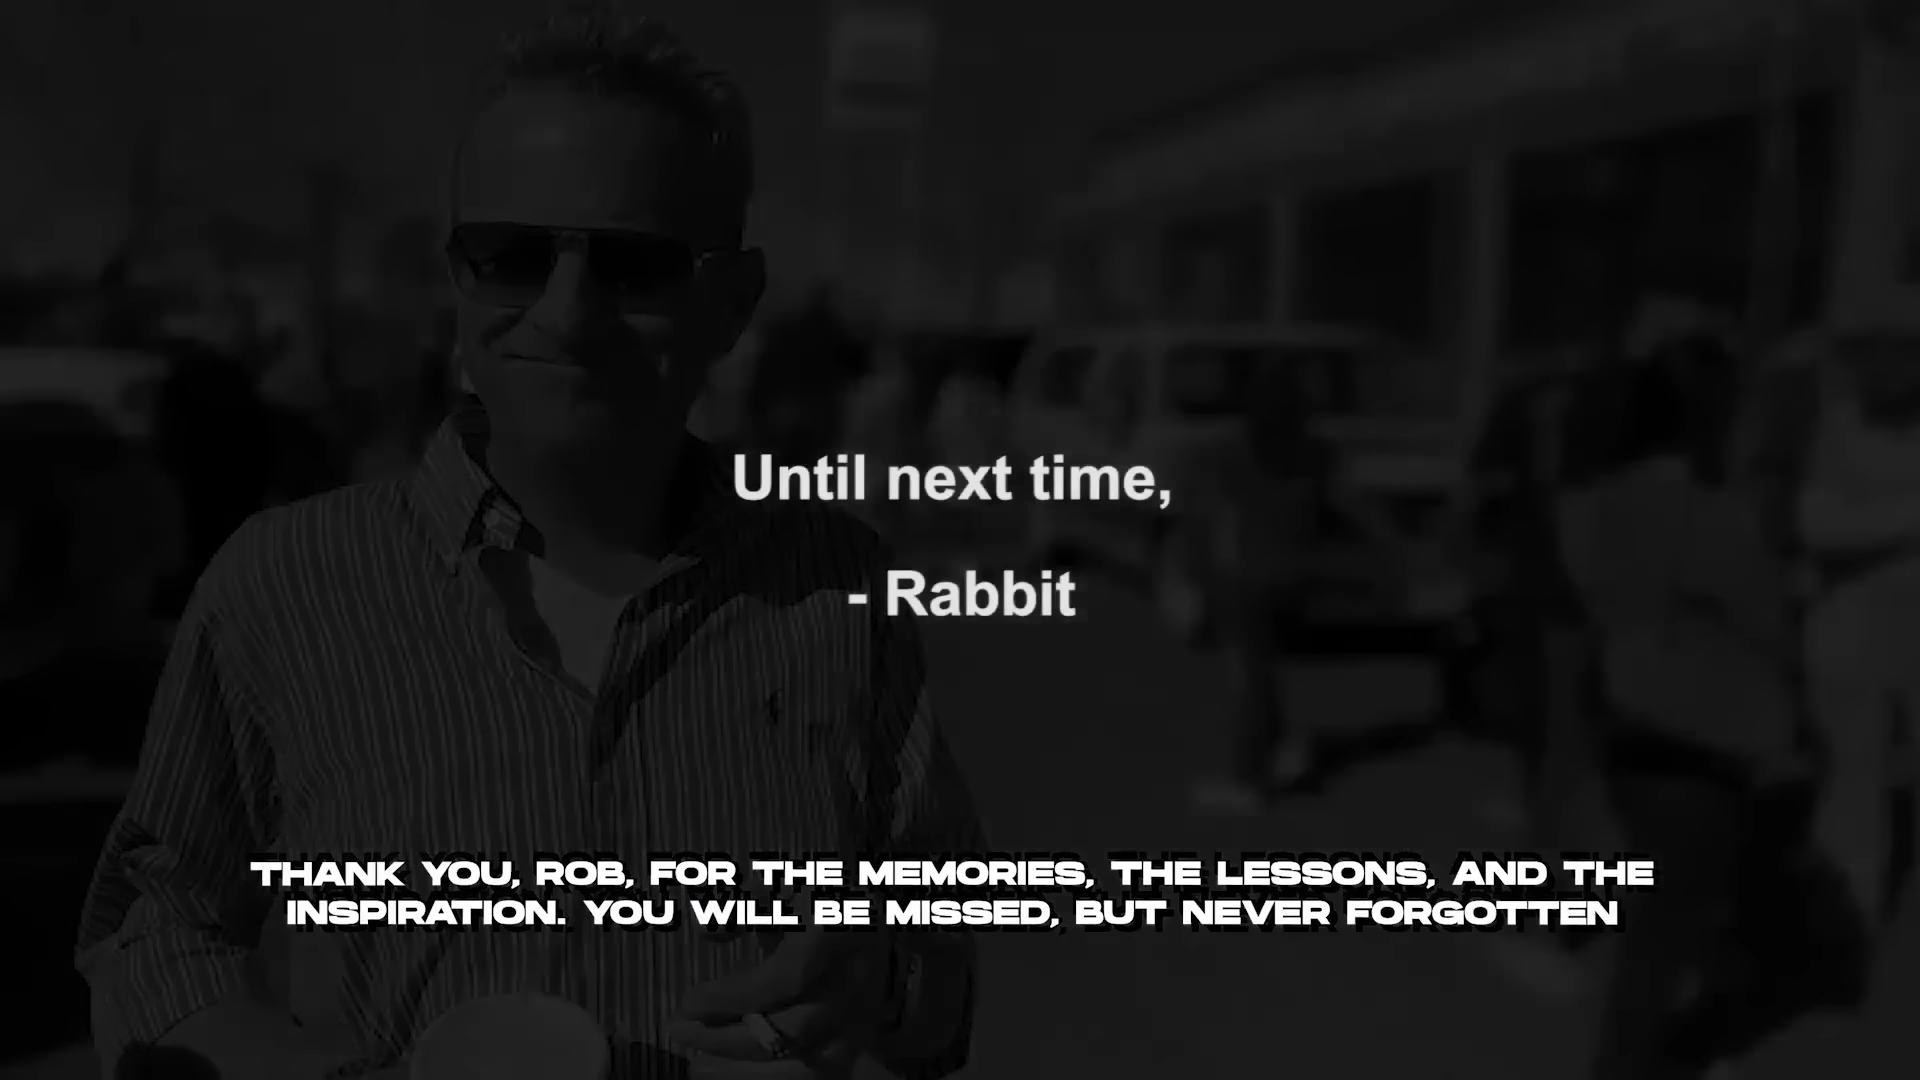 Until next time,
- Rabbit
THANK YOU, ROB, FOR THE MEMORIES, THE LESSONS, AND THE
INSPIRATION. YOU WILL BE MISSED, BUT NEVER FORGOTTEN